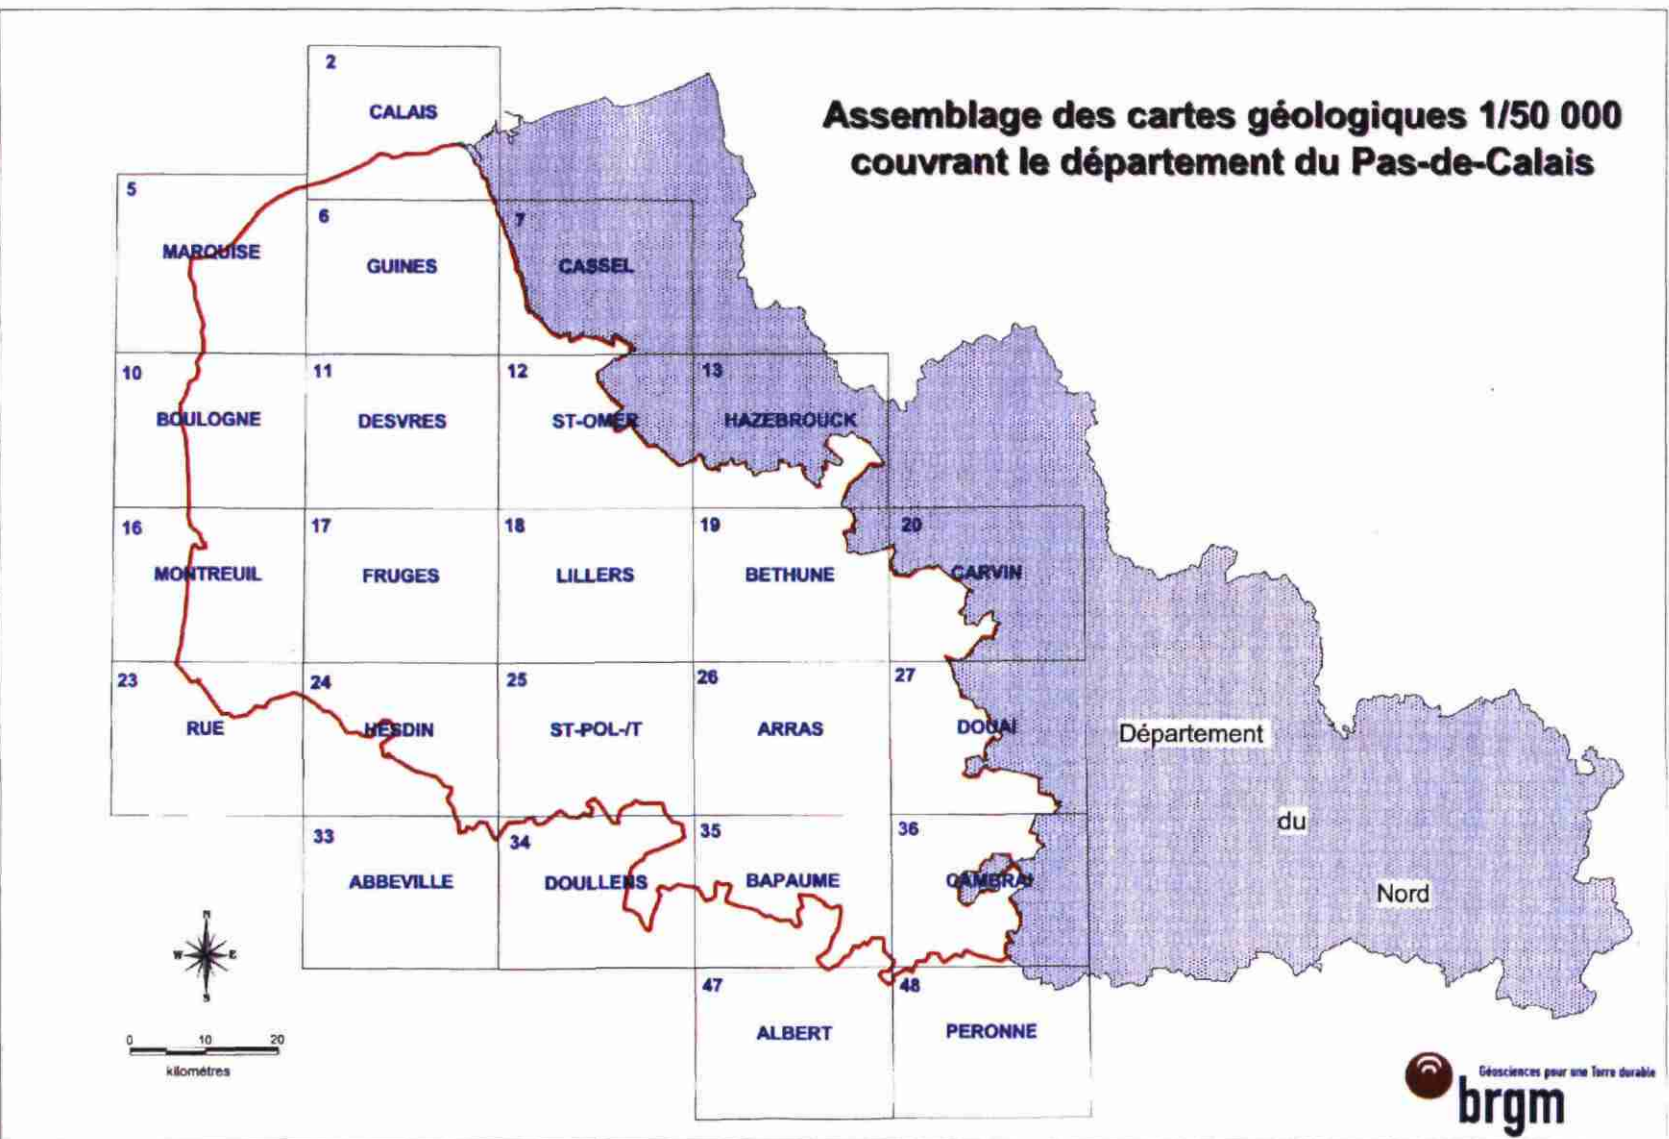 Assemblage des cartes géologiques 1/50 000
couvrant le département du Pas-de-Calais
2
CALAIS
5
MARQUISE
6
GUINES
7
CASSEL
10
BOULOGNE
11
DESVRES
12
ST-OMER
13
HAZEBROUCK
16
MONTREUIL
17
FRUGES
18
LILLERS
19
BETHUNE
20
CARVIN
23
RUE
24
HESDIN
25
ST-POL-/T
26
ARRAS
27
DOUAI
Département
du
Nord
33
ABBEVILLE
34
DOULLENS
35
BAPAUME
36
CAMBRAI
47
ALBERT
48
PERONNE
N
W E
S
0 10 20
kilométres
Géosciences pour une Terre durable
brgm